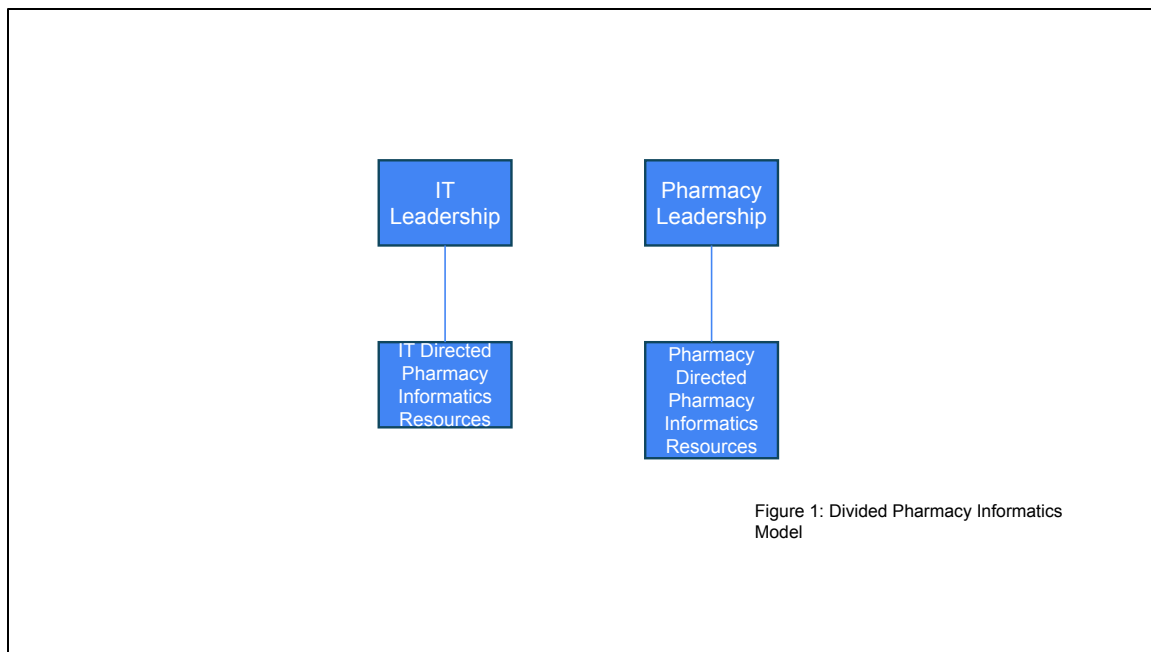 IT
Leadership
Pharmacy
Leadership
IT Directed
Pharmacy
Informatics
Resources
Pharmacy
Directed
Pharmacy
Informatics
Resources
Figure 1: Divided Pharmacy Informatics
Model